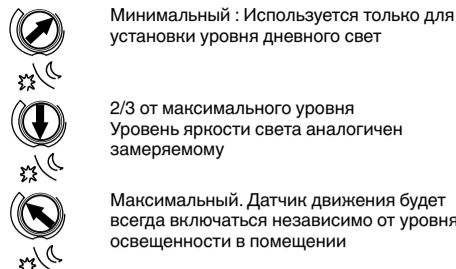 Минимальный : Используется только для
установки уровня дневного свет
2/3 от максимального уровня
Уровень яркости света аналогичен
замеряемому
Максимальный. Датчик движения будет
всегда включаться независимо от уровня
освещенности в помещении